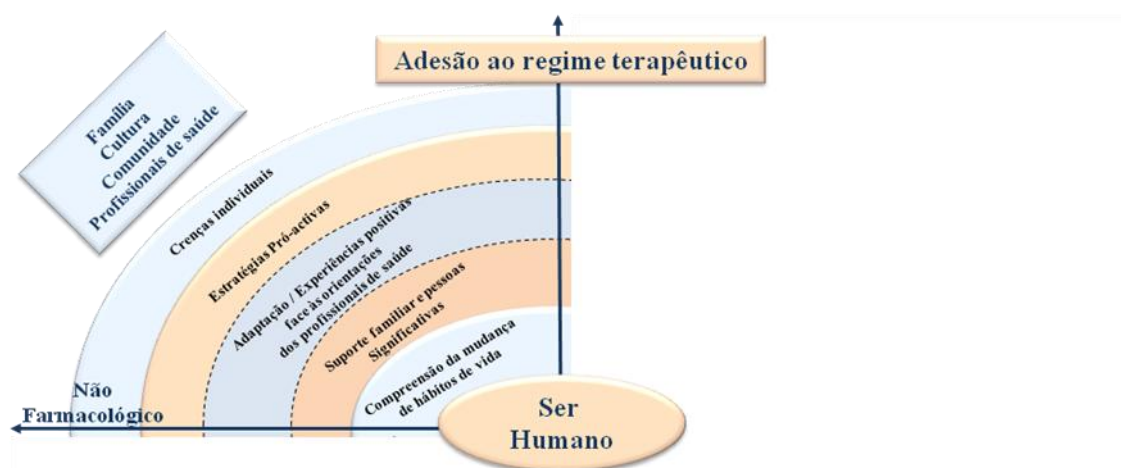 Adesão ao regime terapêutico
Família
Cultura
Comunidade
Profissionais de saúde
Crenças individuais
Estratégias Pró-activas
Adaptação / Experiências positivas
face às orientações
dos profissionais de saúde
Suporte familiar e pessoas
Significativas
Compreensão da mudança
de hábitos de vida
Não
Farmacológico
Ser
Humano